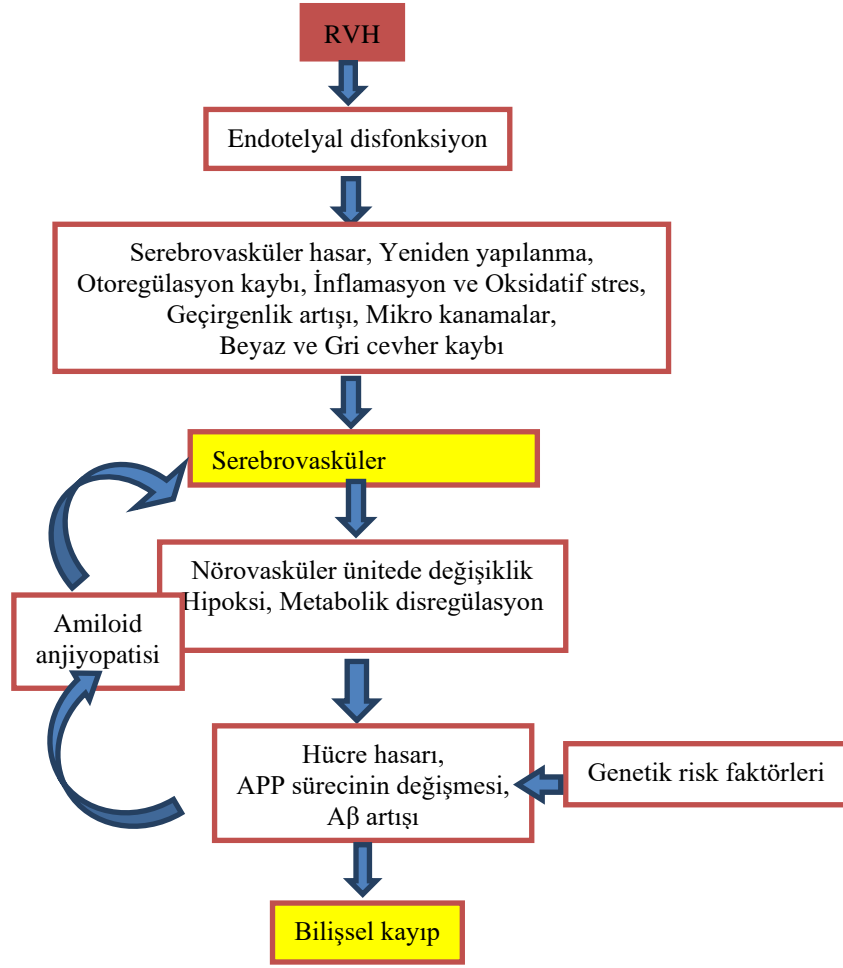 RVH
Endotelyal disfonksiyon
Serebrovasküler hasar, Yeniden yapılanma,
Otoregülasyon kaybı, İnflamasyon ve Oksidatif stres,
Geçirgenlik artışı, Mikro kanamalar,
Beyaz ve Gri cevher kaybı
Serebrovasküler
Nörovasküler ünitede değişiklik
Hipoksi, Metabolik disregülasyon
Amiloid
anjiyopatisi
Hücre hasarı,
APP sürecinin değişmesi,
Aβ artışı
Genetik risk faktörleri
Bilişsel kayıp